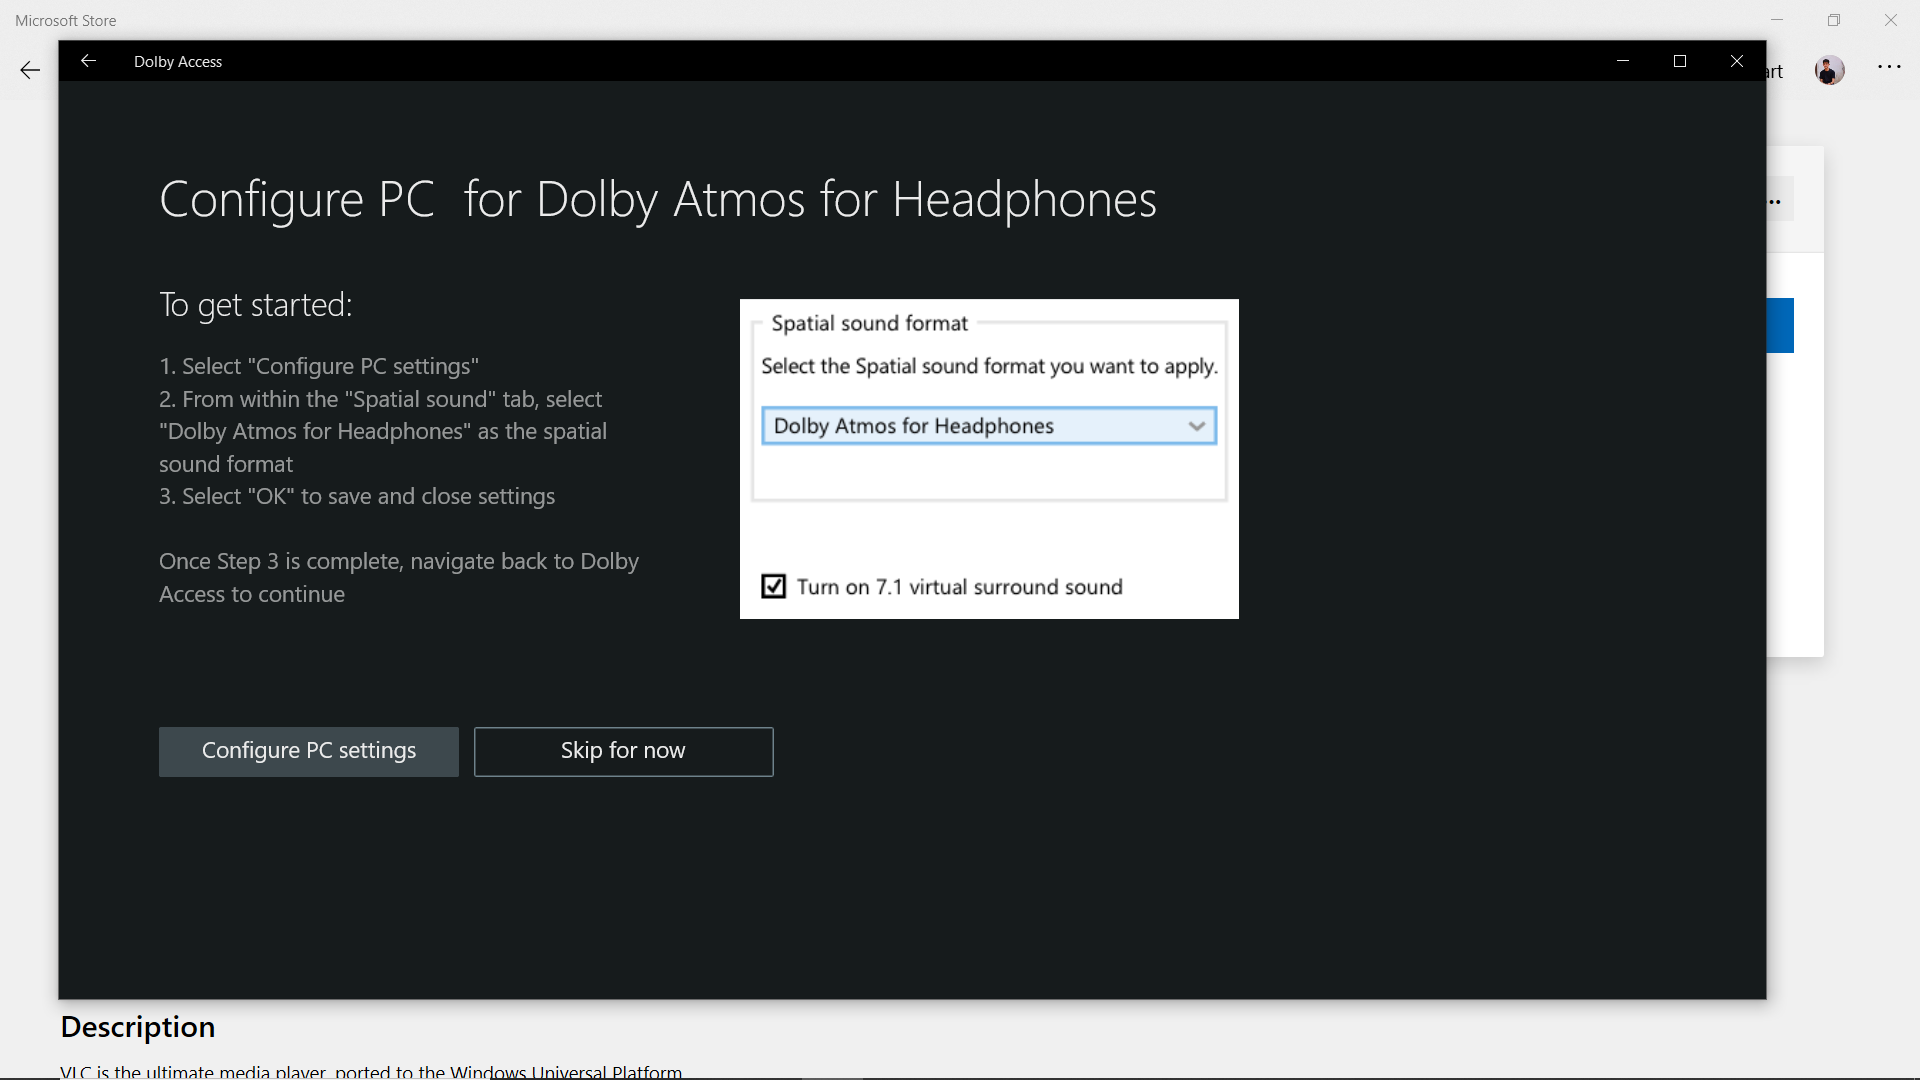 Microsoft Store
Dolby Access
art
Configure PC  for Dolby Atmos for Headphones
To get started:
1. Select "Configure PC settings"
2. From within the "Spatial sound" tab, select
"Dolby Atmos for Headphones" as the spatial
sound format
3. Select "OK" to save and close settings
Once Step 3 is complete, navigate back to Dolby
Access to continue
Spatial sound format
Select the Spatial sound format you want to apply.
Dolby Atmos for Headphones
Turn on 7.1 virtual surround sound
Configure PC settings
Skip for now
Description
VLC is the ultimate media player, ported to the Windows Universal Platform